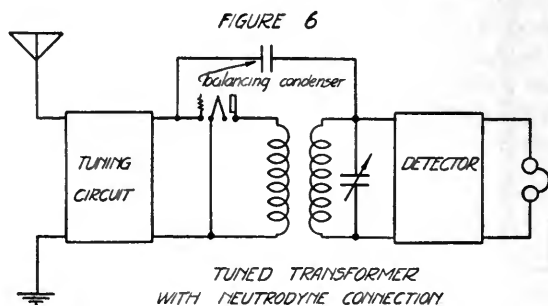 FIGURE 6
balancing condenser
TUNING
CIRCUIT
DETECTOR
TUNED TRANSFORMER
WITH NEUTRODYNE CONNECTION